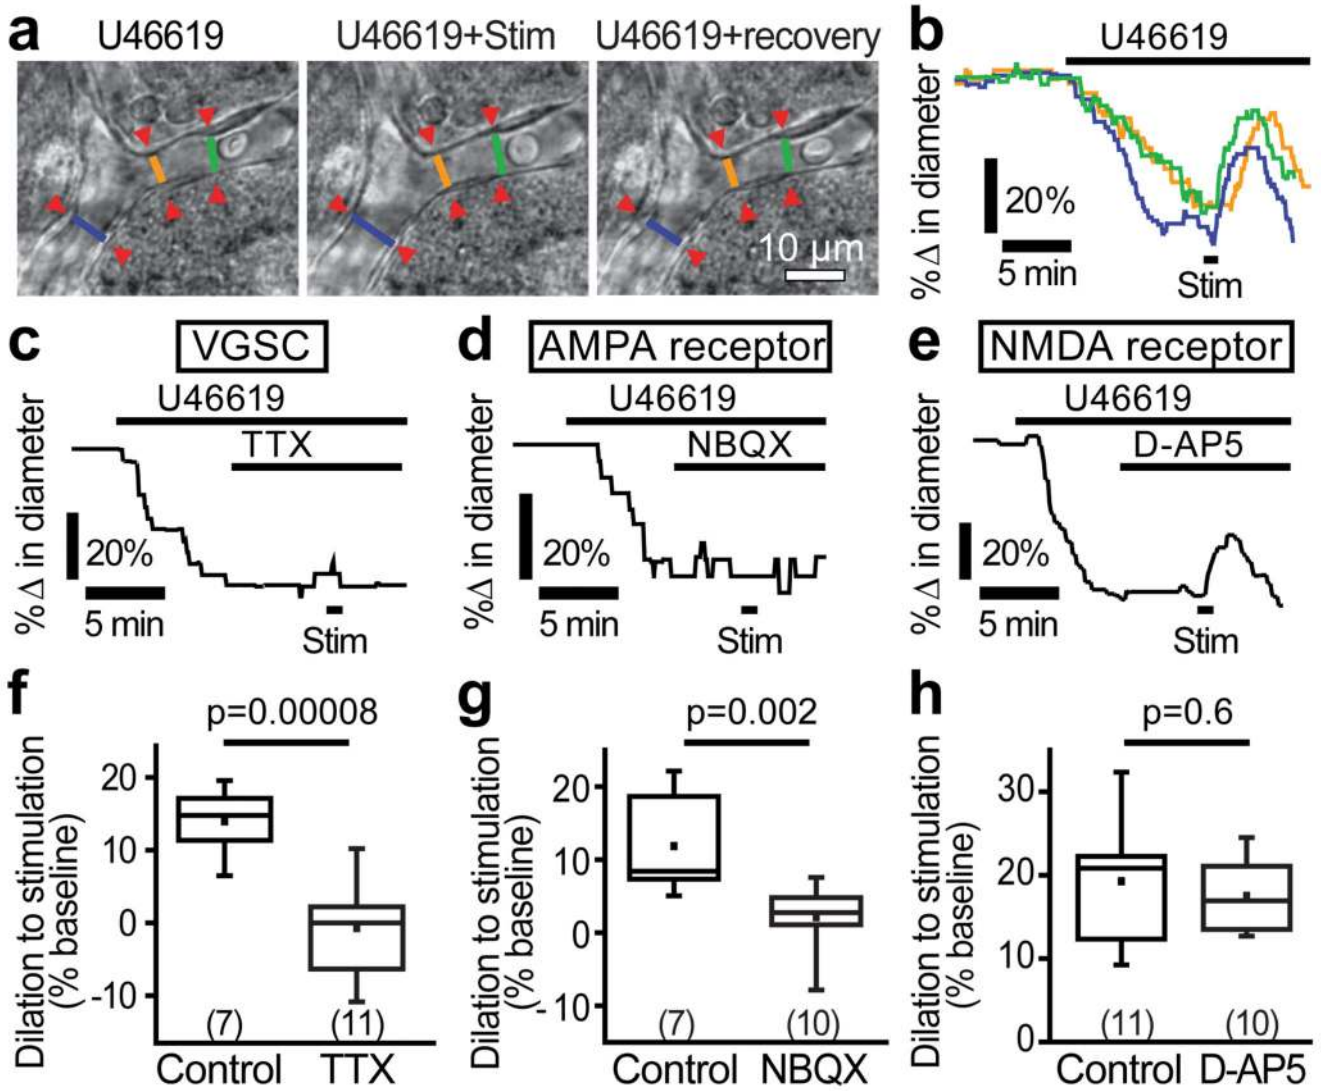 a
U46619
U46619+Stim
U46619+recovery
10 µm
b
U46619
%Δ in diameter
20%
5 min
Stim
c
VGSC
U46619
TTX
%Δ in diameter
20%
5 min
Stim
d
AMPA receptor
U46619
NBQX
%Δ in diameter
20%
5 min
Stim
e
NMDA receptor
U46619
D-AP5
%Δ in diameter
20%
5 min
Stim
f
p=0.00008
Dilation to stimulation
(% baseline)
20
10
0
-10
(7)
(11)
Control
TTX
g
p=0.002
Dilation to stimulation
(% baseline)
20
10
0
-10
(7)
(10)
Control
NBQX
h
p=0.6
Dilation to stimulation
(% baseline)
30
20
10
0
(11)
(10)
Control
D-AP5